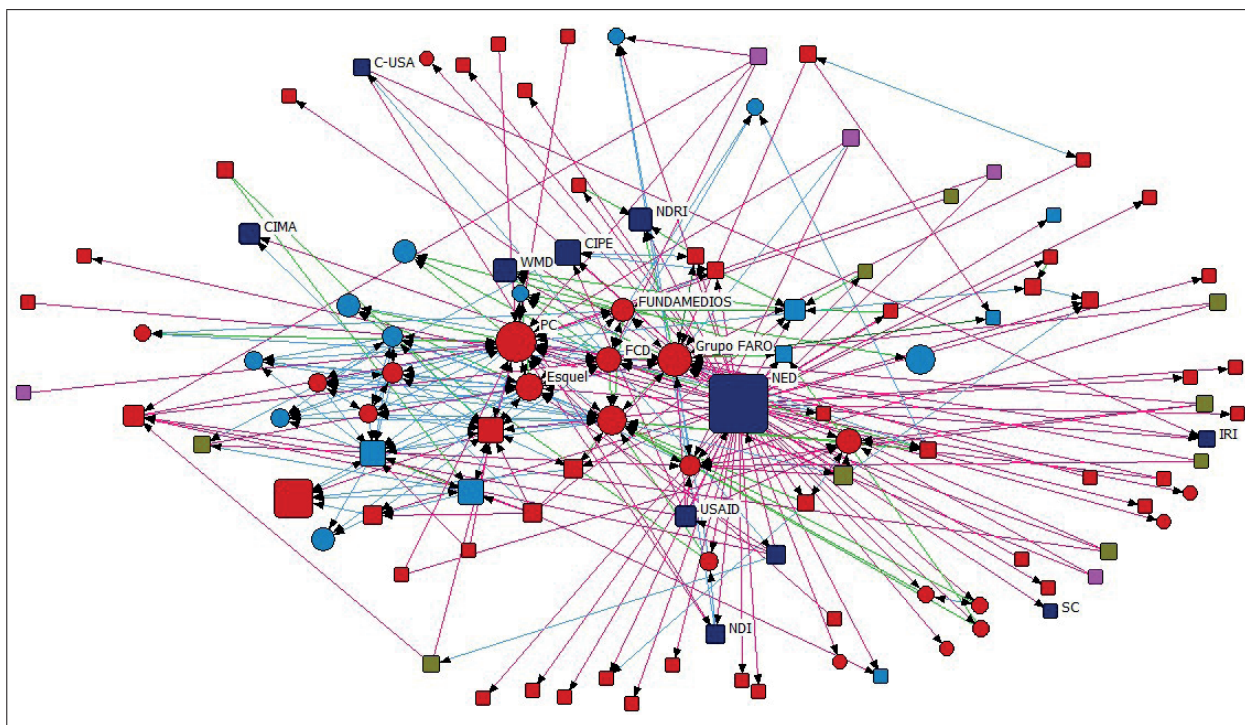 C-USA
NDRI
CIMA
CIPE
WMD
FUNDAMEDIOS
PC
FCD
Grupo FARO
Esquel
NED
IRI
USAID
SC
NDI